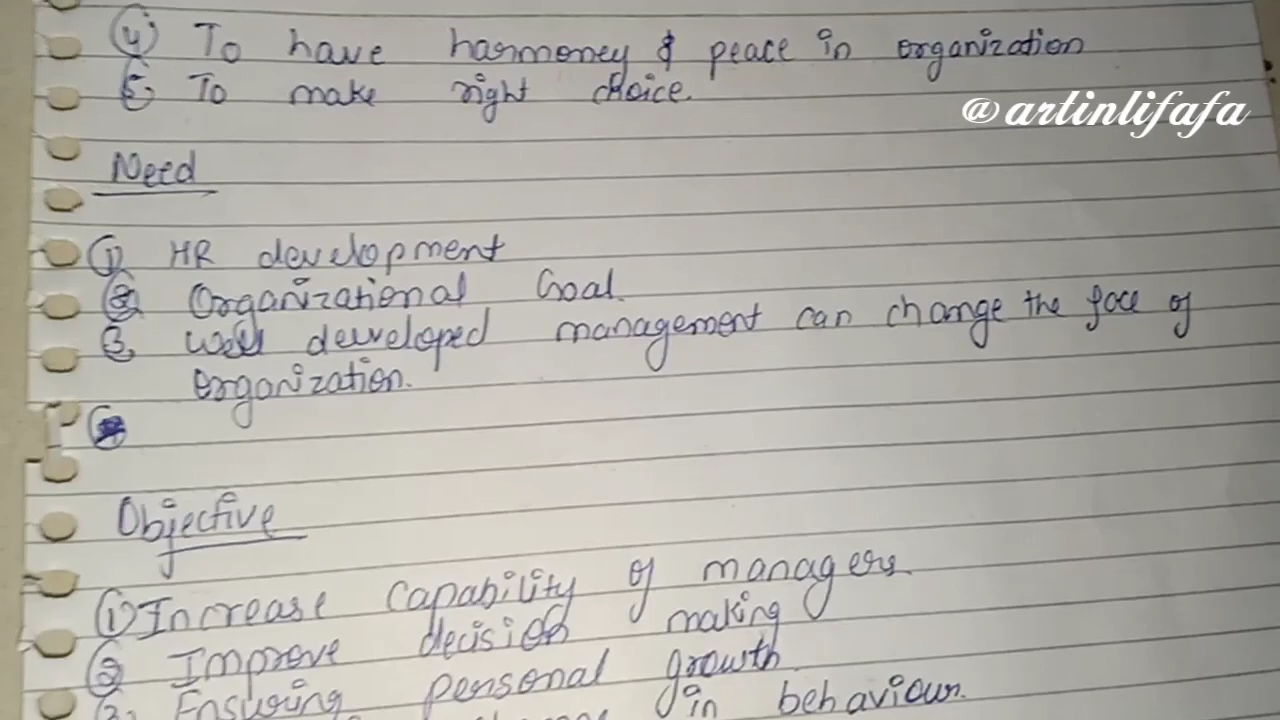 (4) To have harmoney & peace in organization
5, To make right choice.
@artinlifafa
Need
(1) HR development
(2) Organizational Goal.
3, Well developed management can change the face of
organization.
Objective
(1) Increase capability of managers
(2) Improve decision making
3. Ensuring personal growth
in behaviour.